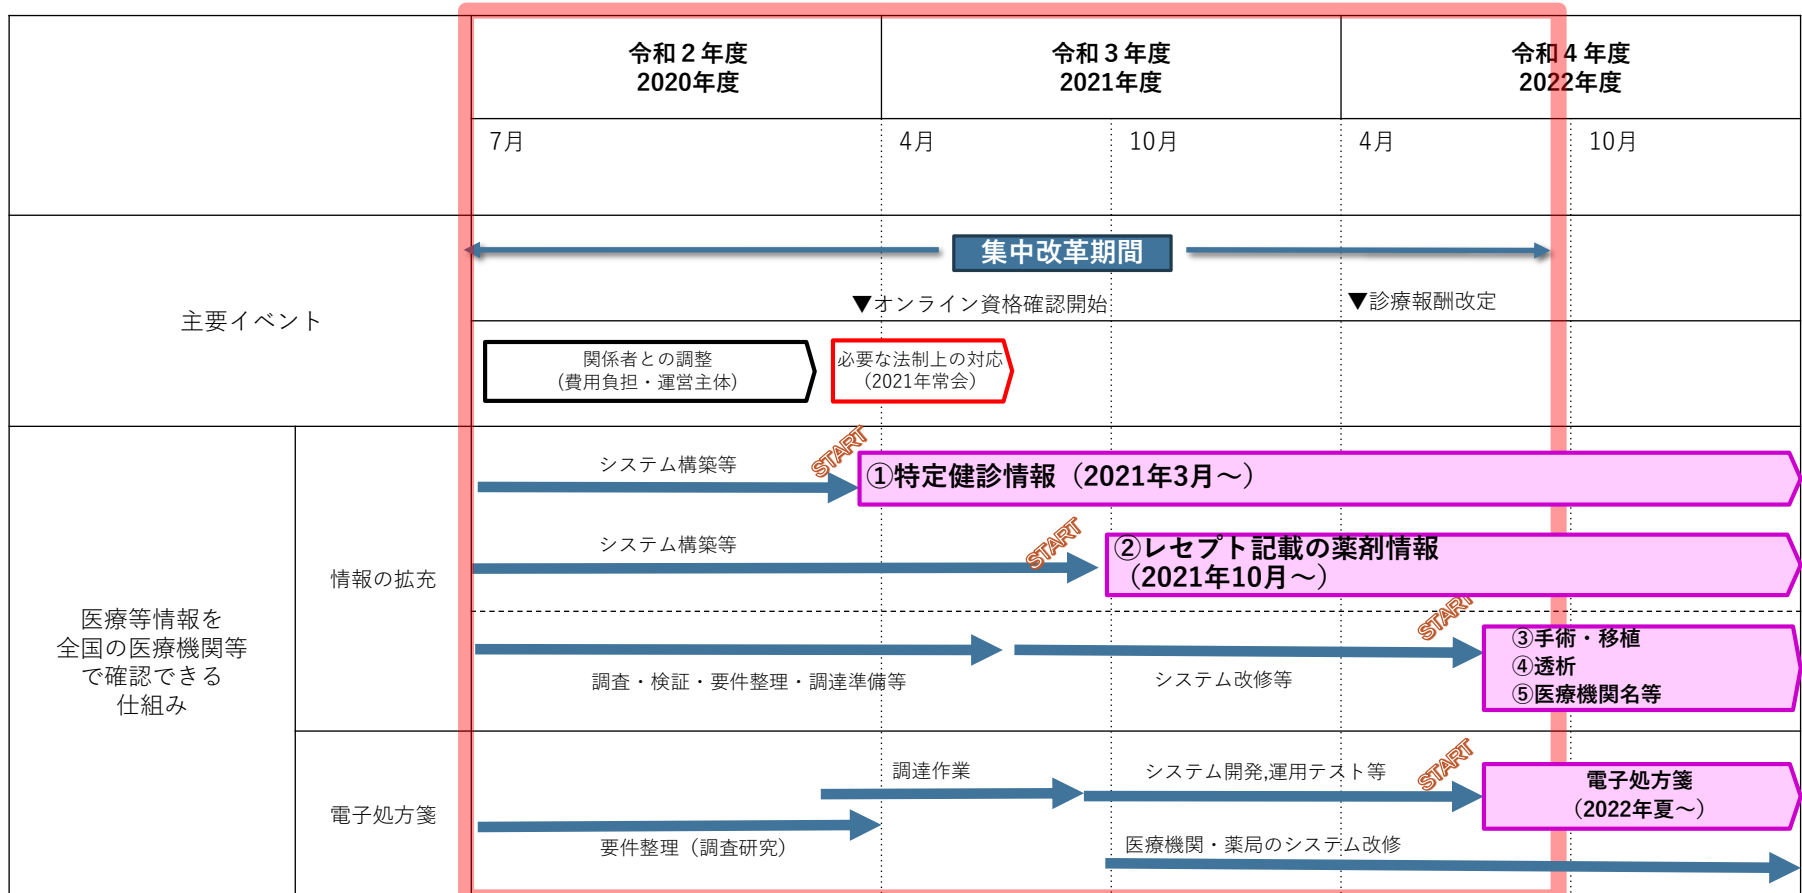 令和２年度
2020年度
令和３年度
2021年度
令和４年度
2022年度
7月
4月
10月
4月
10月
主要イベント
集中改革期間
▼オンライン資格確認開始
▼診療報酬改定
関係者との調整
(費用負担・運営主体)
必要な法制上の対応
(2021年常会)
医療等情報を
全国の医療機関等
で確認できる
仕組み
情報の拡充
システム構築等
START
①特定健診情報（2021年3月～）
システム構築等
START
②レセプト記載の薬剤情報
（2021年10月～）
調査・検証・要件整理・調達準備等
システム改修等
START
③手術・移植
④透析
⑤医療機関名等
電子処方箋
要件整理（調査研究）
調達作業
システム開発,運用テスト等
START
電子処方箋
（2022年夏～）
医療機関・薬局のシステム改修